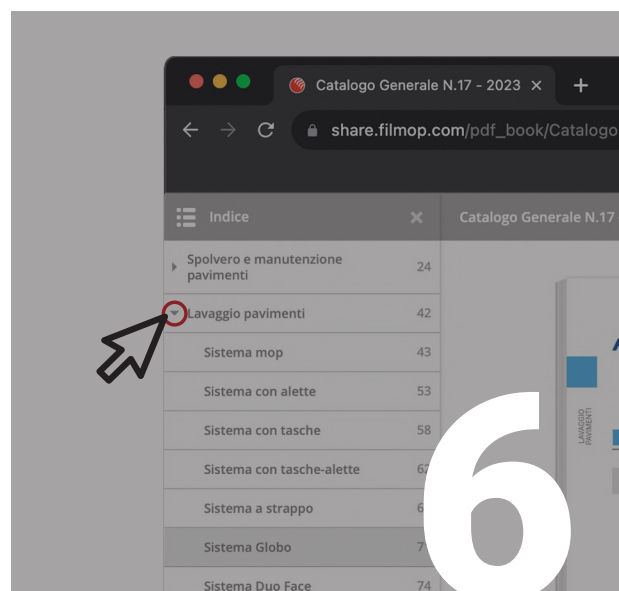 Catalogo Generale N.17 - 2023
share.filmop.com/pdf_book/Catalogo
Indice
Catalogo Generale N.17
Spolvero e manutenzione
pavimenti
24
Lavaggio pavimenti 42
Sistema mop 43
Sistema con alette 53
Sistema con tasche 58
Sistema con tasche-alette
Sistema a strappo
Sistema Globo
Sistema Duo Face 74
LAVAGGIO
PAVIMENTI
6